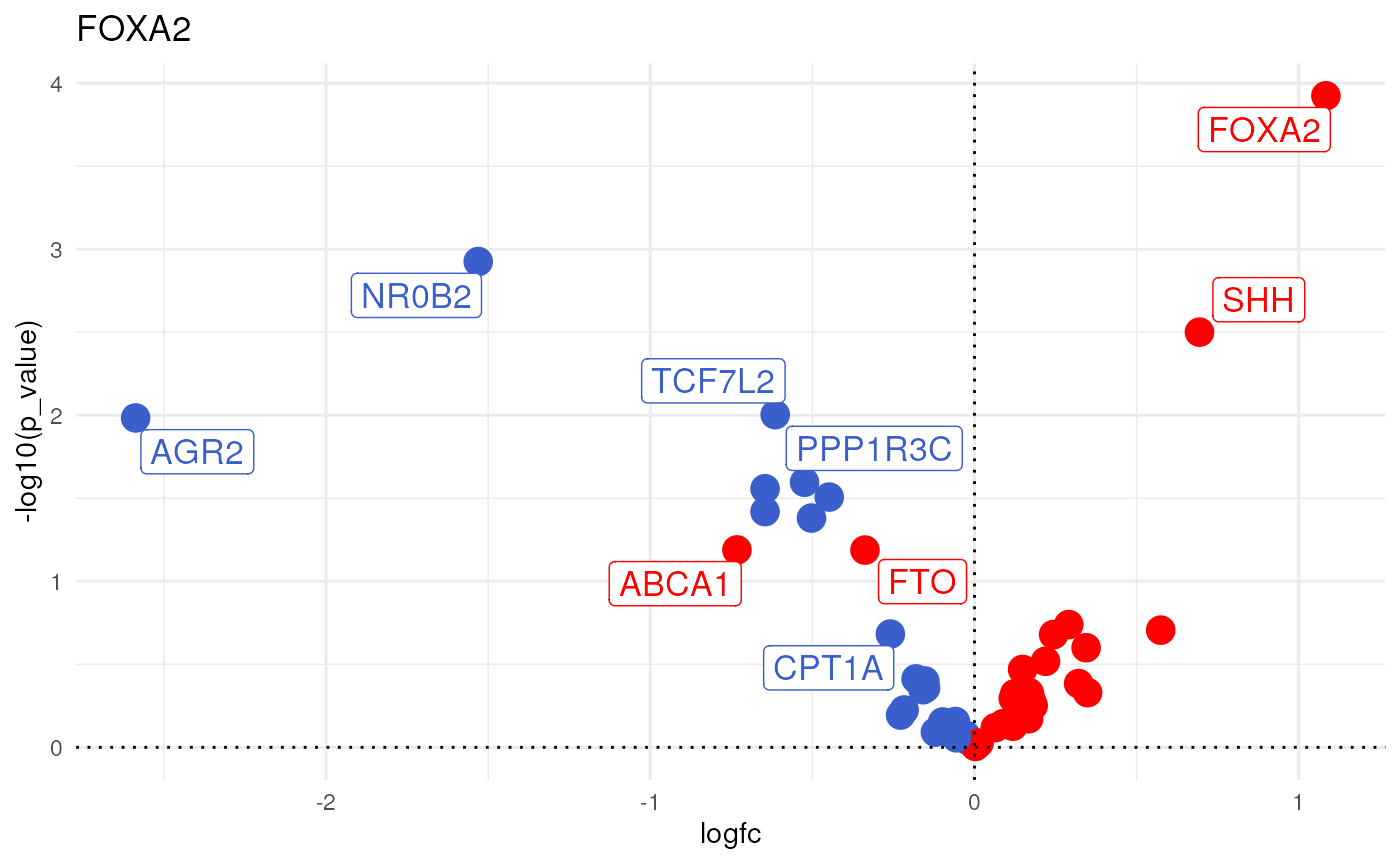 FOXA2
4
FOXA2
3
NR0B2
SHH
TCF7L2
2
AGR2
PPP1R3C
ABCA1
FTO
1
CPT1A
0
-log10(p_value)
-2
-1
0
1
logfc